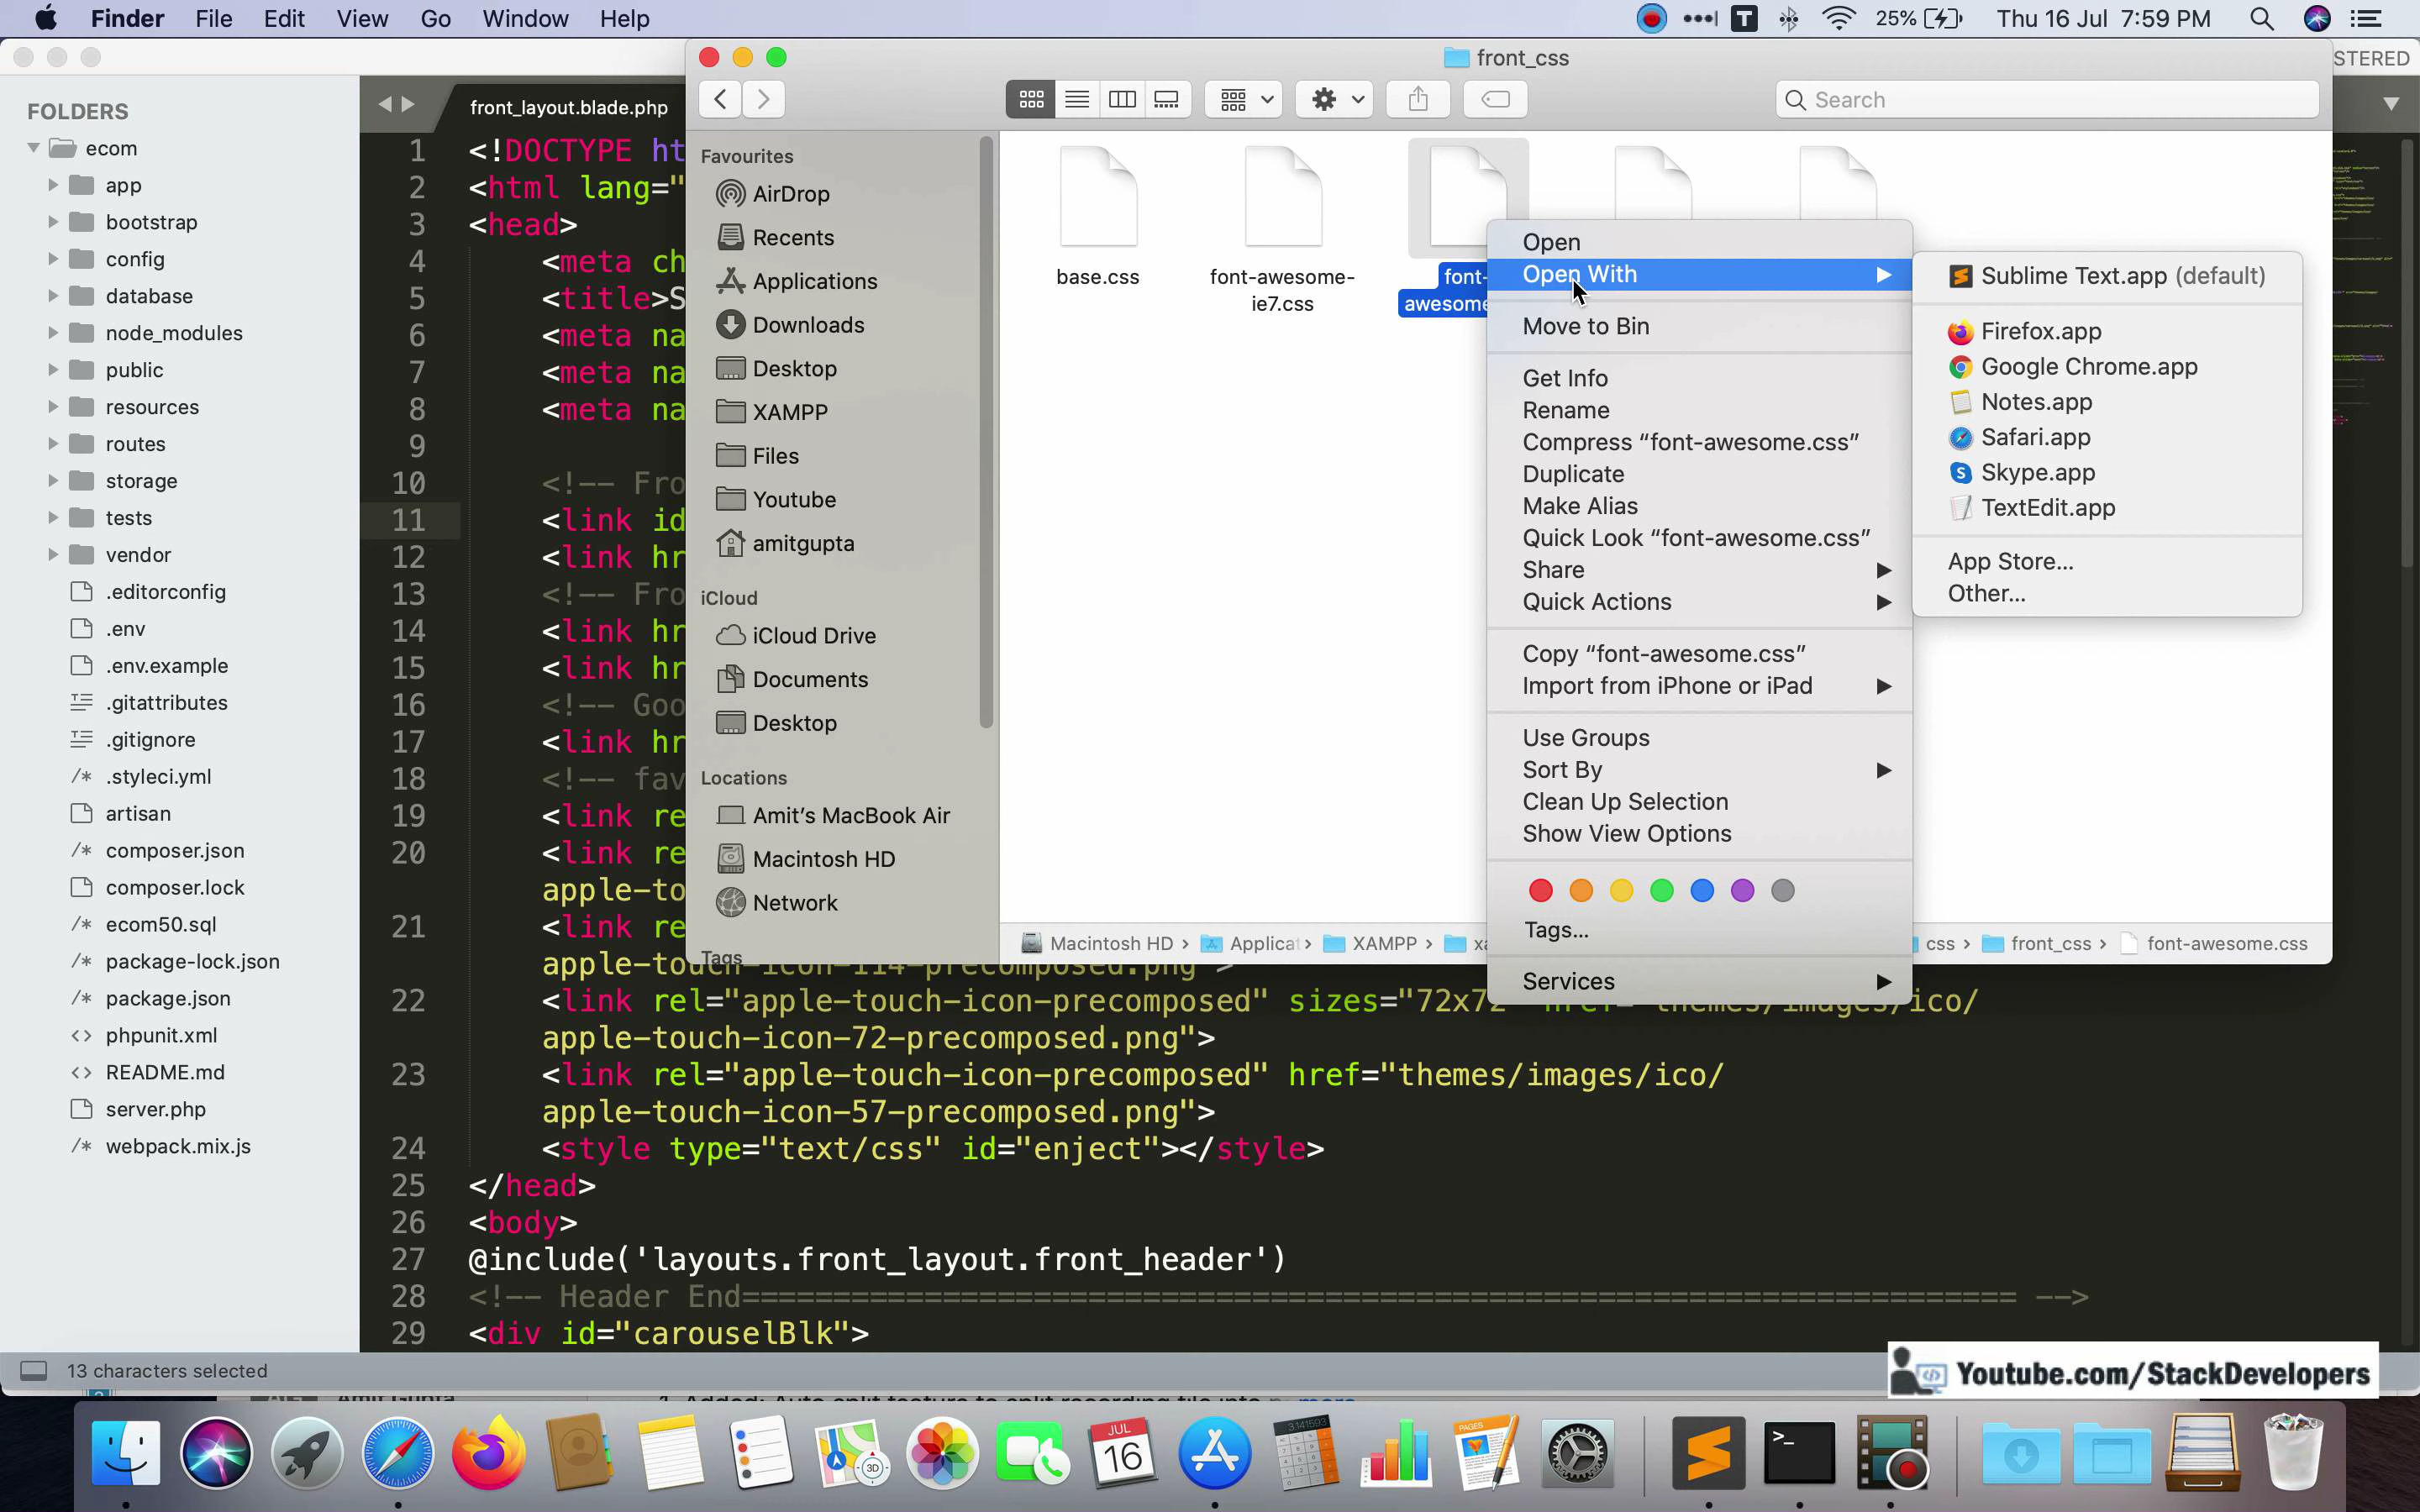 Finder File Edit View Go Window Help
25% Thu 16 Jul 7:59 PM
STERED
FOLDERS
ecom
app
bootstrap
config
database
node_modules
public
resources
routes
storage
tests
vendor
.editorconfig
.env
.env.example
.gitattributes
.gitignore
/* .styleci.yml
artisan
/* composer.json
composer.lock
/* ecom50.sql
/* package-lock.json
/* package.json
<> phpunit.xml
<> README.md
server.php
/* webpack.mix.js
front_layout.blade.php
1 <!DOCTYPE ht
2 <html lang="
3 <head>
4 <meta ch
5 <title>S
6 <meta na
7 <meta na
8 <meta na
9
10 <!-- Fro
11 <link id
12 <link hr
13 <!-- Fro
14 <link hr
15 <link hr
16 <!-- Goo
17 <link hr
18 <!-- fav
19 <link re
20 <link re
apple-to
21 <link re
apple-touch-icon-114-precomposed.png">
22 <link rel="apple-touch-icon-precomposed" sizes="72x72" href="themes/images/ico/
apple-touch-icon-72-precomposed.png">
23 <link rel="apple-touch-icon-precomposed" href="themes/images/ico/
apple-touch-icon-57-precomposed.png">
24 <style type="text/css" id="enject"></style>
25 </head>
26 <body>
27 @include('layouts.front_layout.front_header')
28 <!-- Header End====================================================================== -->
29 <div id="carouselBlk">
13 characters selected
front_css
Search
Favourites
AirDrop
Recents
Applications
Downloads
Desktop
XAMPP
Files
Youtube
amitgupta
iCloud
iCloud Drive
Documents
Desktop
Locations
Amit's MacBook Air
Macintosh HD
Network
Tags
base.css
font-awesome-
ie7.css
font-
awesome
Macintosh HD › Applicat › XAMPP › xa
css › front_css › font-awesome.css
Open
Open With
Move to Bin
Get Info
Rename
Compress “font-awesome.css”
Duplicate
Make Alias
Quick Look “font-awesome.css”
Share
Quick Actions
Copy “font-awesome.css”
Import from iPhone or iPad
Use Groups
Sort By
Clean Up Selection
Show View Options
Tags...
Services
Sublime Text.app (default)
Firefox.app
Google Chrome.app
Notes.app
Safari.app
Skype.app
TextEdit.app
App Store...
Other...
Youtube.com/StackDevelopers
JUL
16
3.141593
3D
PAGES
>_